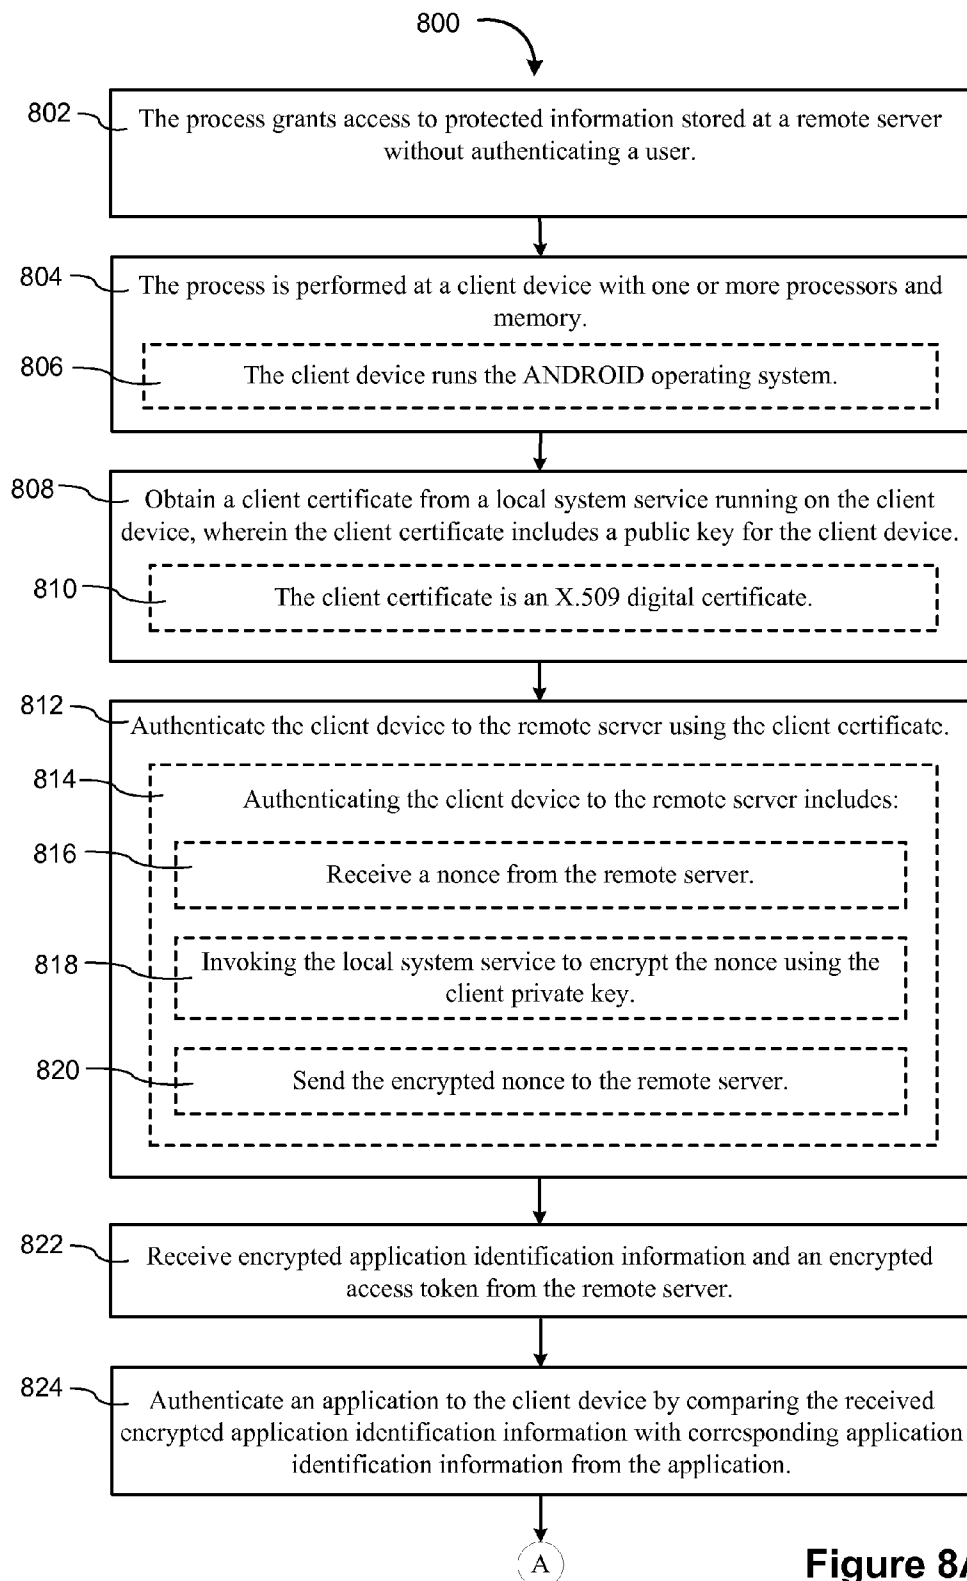 800
802
The process grants access to protected information stored at a remote server
without authenticating a user.
804
The process is performed at a client device with one or more processors and
memory.
806
The client device runs the ANDROID operating system.
808
Obtain a client certificate from a local system service running on the client
device, wherein the client certificate includes a public key for the client device.
810
The client certificate is an X.509 digital certificate.
812
Authenticate the client device to the remote server using the client certificate.
814
Authenticating the client device to the remote server includes:
816
Receive a nonce from the remote server.
818
Invoking the local system service to encrypt the nonce using the
client private key.
820
Send the encrypted nonce to the remote server.
822
Receive encrypted application identification information and an encrypted
access token from the remote server.
824
Authenticate an application to the client device by comparing the received
encrypted application identification information with corresponding application
identification information from the application.
A
Figure 8A